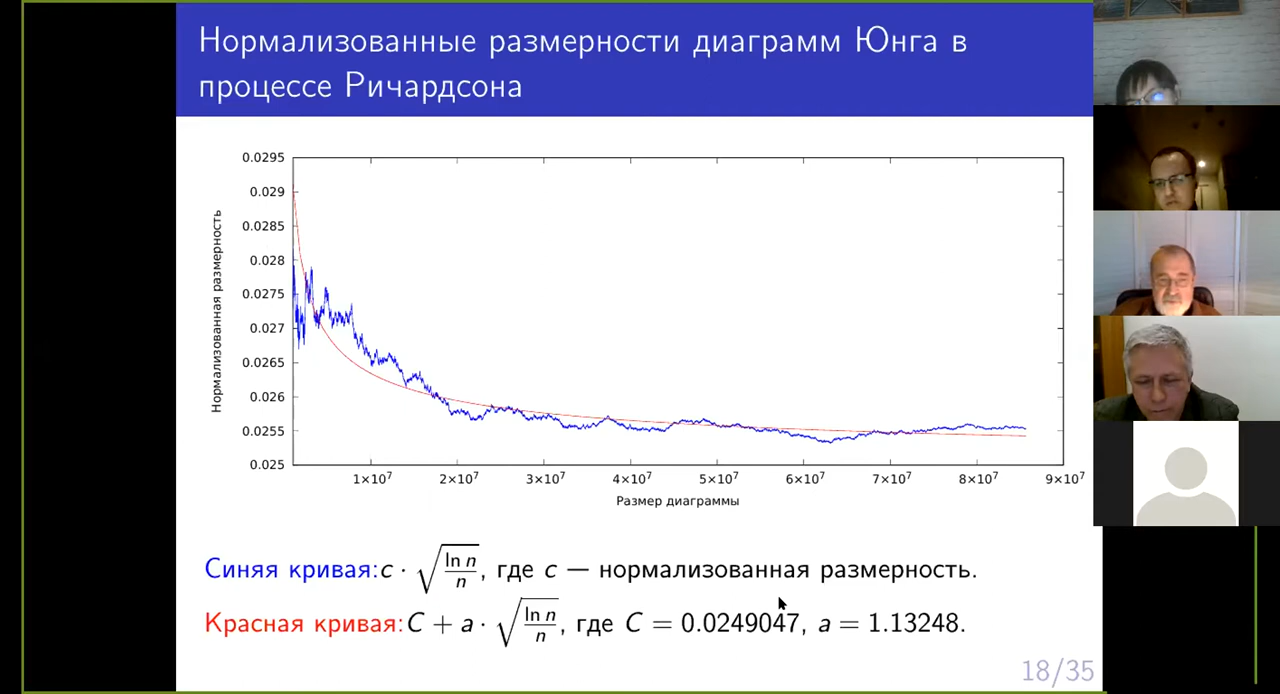 Нормализованные размерности диаграмм Юнга в
процессе Ричардсона
0.0295
0.029
0.0285
0.028
0.0275
0.027
0.0265
0.026
0.0255
0.025
Нормализованная размерность
1×10⁷ 2×10⁷ 3×10⁷ 4×10⁷ 5×10⁷ 6×10⁷ 7×10⁷ 8×10⁷ 9×10⁷
Размер диаграммы
Синяя кривая:c · √(ln n / n), где c — нормализованная размерность.
Красная кривая:C + a · √(ln n / n), где C = 0.0249047, a = 1.13248.
18/35